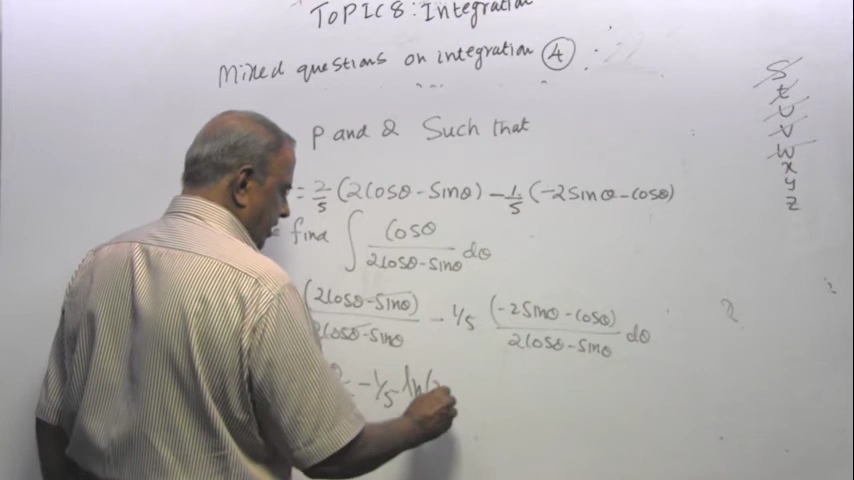 TOPIC 8: Integration
Mixed questions on integration 4
P and Q Such that
= 2/5 (2cosθ - sinθ) - 1/5 (-2sinθ - cosθ)
find ∫ cosθ / 2cosθ - sinθ dθ
(2cosθ - sinθ) / 2cosθ - sinθ - 1/5 (-2sinθ - cosθ) / 2cosθ - sinθ dθ
- 1/5 ln(
S
t
U
V
W
x
y
z